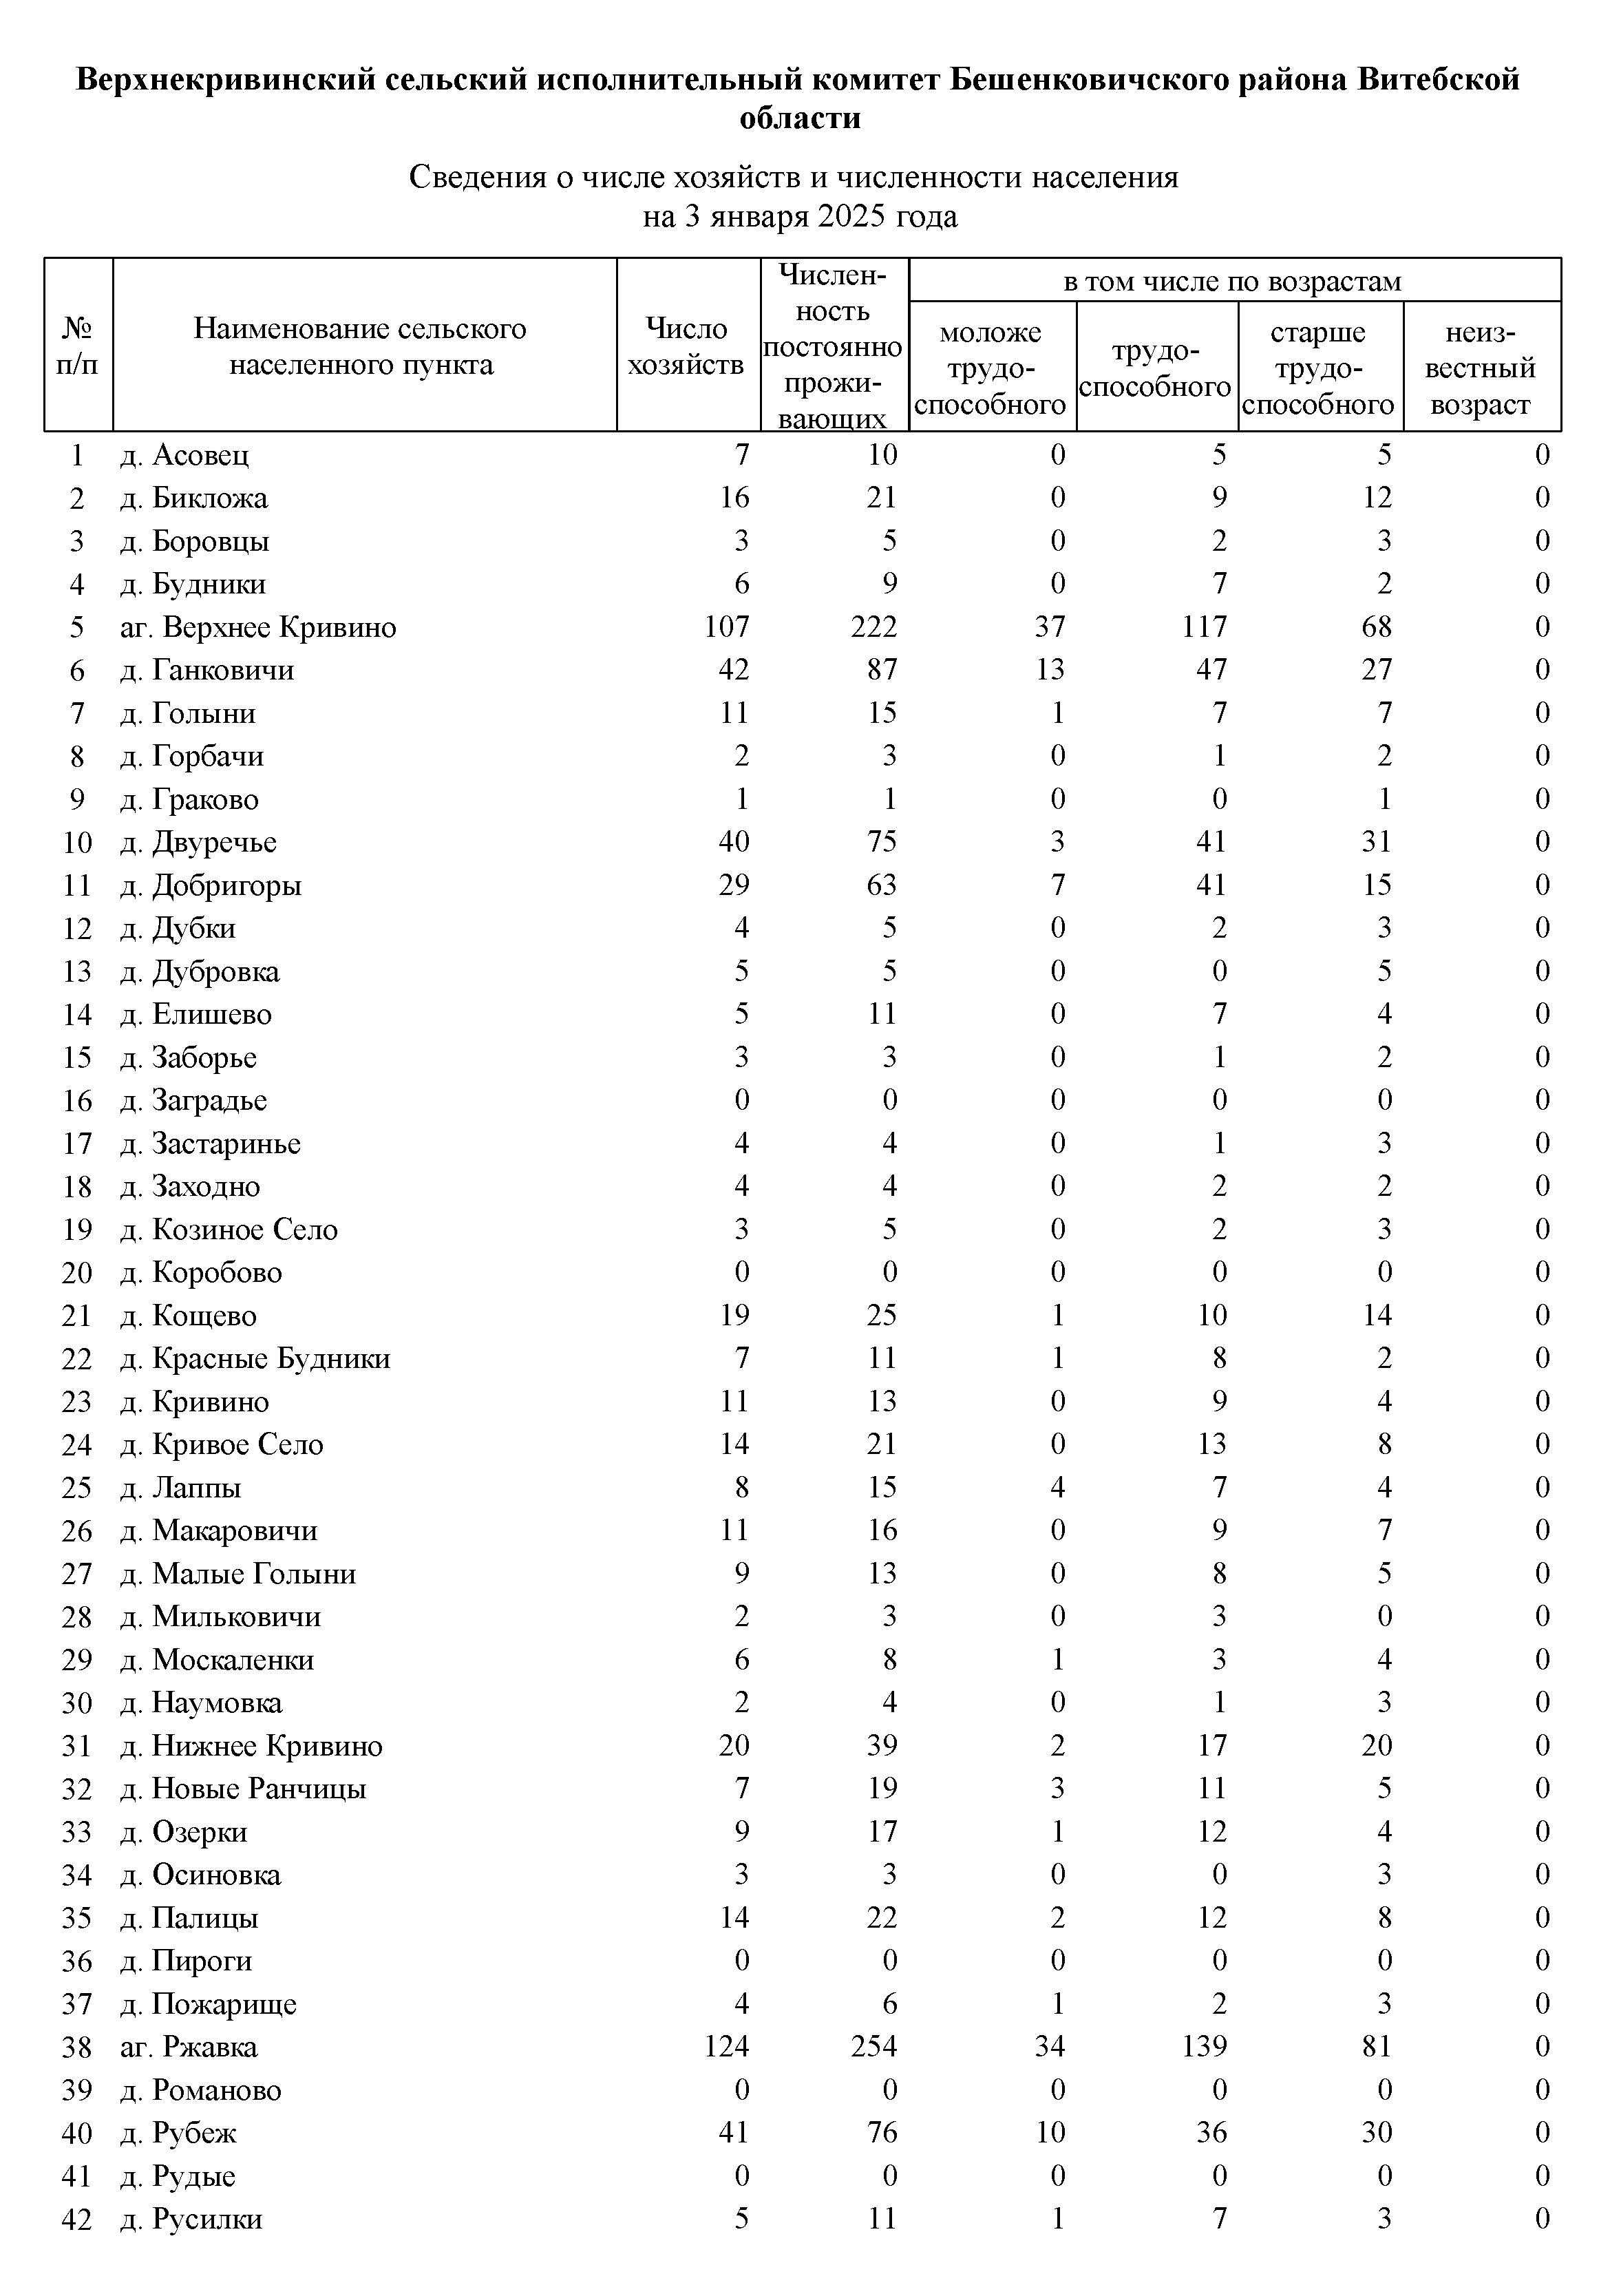 Верхнекривинский сельский исполнительный комитет Бешенковичского района Витебской
области
Сведения о числе хозяйств и численности населения
на 3 января 2025 года
№ п/п
Наименование сельского населенного пункта
Число хозяйств
Числен-ность постоянно прожи-вающих
в том числе по возрастам
моложе трудо-способного
трудо-способного
старше трудо-способного
неиз-вестный возраст
1 д. Асовец 7 10 0 5 5 0
2 д. Бикложа 16 21 0 9 12 0
3 д. Боровцы 3 5 0 2 3 0
4 д. Будники 6 9 0 7 2 0
5 аг. Верхнее Кривино 107 222 37 117 68 0
6 д. Ганковичи 42 87 13 47 27 0
7 д. Голыни 11 15 1 7 7 0
8 д. Горбачи 2 3 0 1 2 0
9 д. Граково 1 1 0 0 1 0
10 д. Двуречье 40 75 3 41 31 0
11 д. Добригоры 29 63 7 41 15 0
12 д. Дубки 4 5 0 2 3 0
13 д. Дубровка 5 5 0 0 5 0
14 д. Елишево 5 11 0 7 4 0
15 д. Заборье 3 3 0 1 2 0
16 д. Заградье 0 0 0 0 0 0
17 д. Застаринье 4 4 0 1 3 0
18 д. Заходно 4 4 0 2 2 0
19 д. Козиное Село 3 5 0 2 3 0
20 д. Коробово 0 0 0 0 0 0
21 д. Кощево 19 25 1 10 14 0
22 д. Красные Будники 7 11 1 8 2 0
23 д. Кривино 11 13 0 9 4 0
24 д. Кривое Село 14 21 0 13 8 0
25 д. Лаппы 8 15 4 7 4 0
26 д. Макаровичи 11 16 0 9 7 0
27 д. Малые Голыни 9 13 0 8 5 0
28 д. Мильковичи 2 3 0 3 0 0
29 д. Москаленки 6 8 1 3 4 0
30 д. Наумовка 2 4 0 1 3 0
31 д. Нижнее Кривино 20 39 2 17 20 0
32 д. Новые Ранчицы 7 19 3 11 5 0
33 д. Озерки 9 17 1 12 4 0
34 д. Осиновка 3 3 0 0 3 0
35 д. Палицы 14 22 2 12 8 0
36 д. Пироги 0 0 0 0 0 0
37 д. Пожарище 4 6 1 2 3 0
38 аг. Ржавка 124 254 34 139 81 0
39 д. Романово 0 0 0 0 0 0
40 д. Рубеж 41 76 10 36 30 0
41 д. Рудые 0 0 0 0 0 0
42 д. Русилки 5 11 1 7 3 0